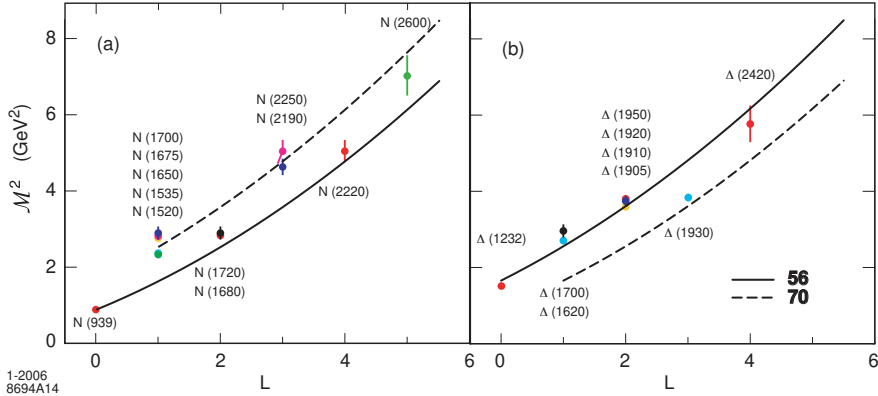 (a)
N (2600)
N (2250)
N (2190)
N (1700)
N (1675)
N (1650)
N (1535)
N (1520)
N (2220)
N (1720)
N (1680)
N (939)
8
6
4
2
0
ℳ² (GeV²)
0
2
4
6
L
(b)
Δ (2420)
Δ (1950)
Δ (1920)
Δ (1910)
Δ (1905)
Δ (1232)
Δ (1930)
Δ (1700)
Δ (1620)
56
70
0
2
4
6
L
1-2006
8694A14